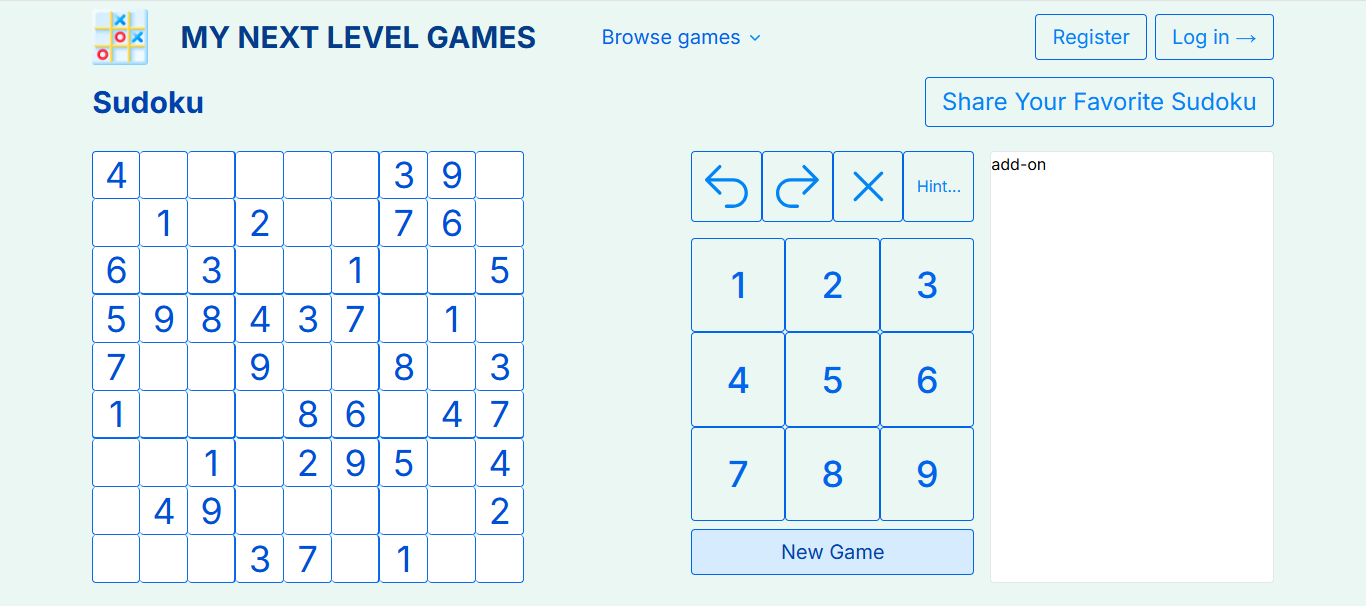 MY NEXT LEVEL GAMES
Browse games
Register
Log in →
Sudoku
Share Your Favorite Sudoku
4 3 9
1 2 7 6
6 3 1 5
5 9 8 4 3 7 1
7 9 8 3
1 8 6 4 7
1 2 9 5 4
4 9 2
3 7 1
Hint...
1 2 3
4 5 6
7 8 9
New Game
add-on